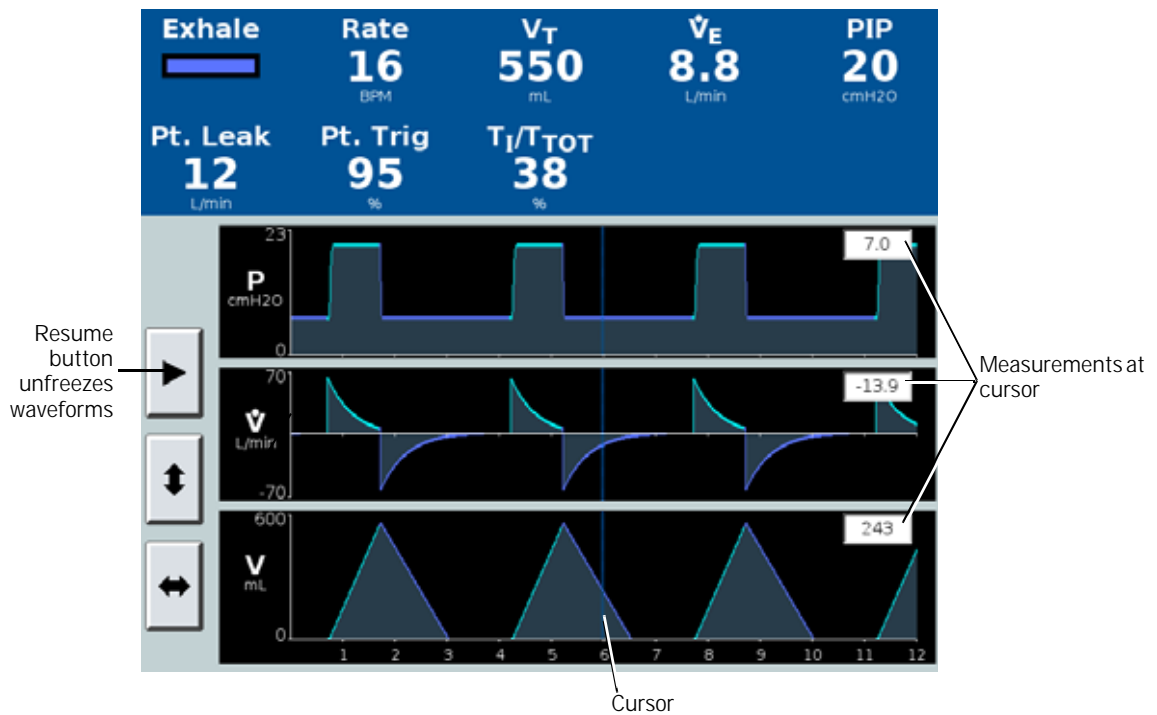 Exhale
Rate
16
BPM
VT
550
mL
V̇E
8.8
L/min
PIP
20
cmH2O
Pt. Leak
12
L/min
Pt. Trig
95
%
TI/TTOT
38
%
23
P
cmH2O
0
7.0
Resume
button
unfreezes
waveforms
Measurements at
cursor
70
V̇
L/min
-70
-13.9
600
V
mL
0
243
1 2 3 4 5 6 7 8 9 10 11 12
Cursor